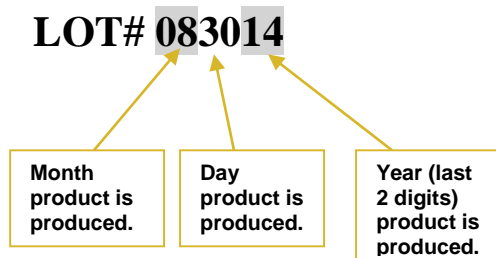 LOT# 083014
Month
product is
produced.
Day
product is
produced.
Year (last
2 digits)
product is
produced.